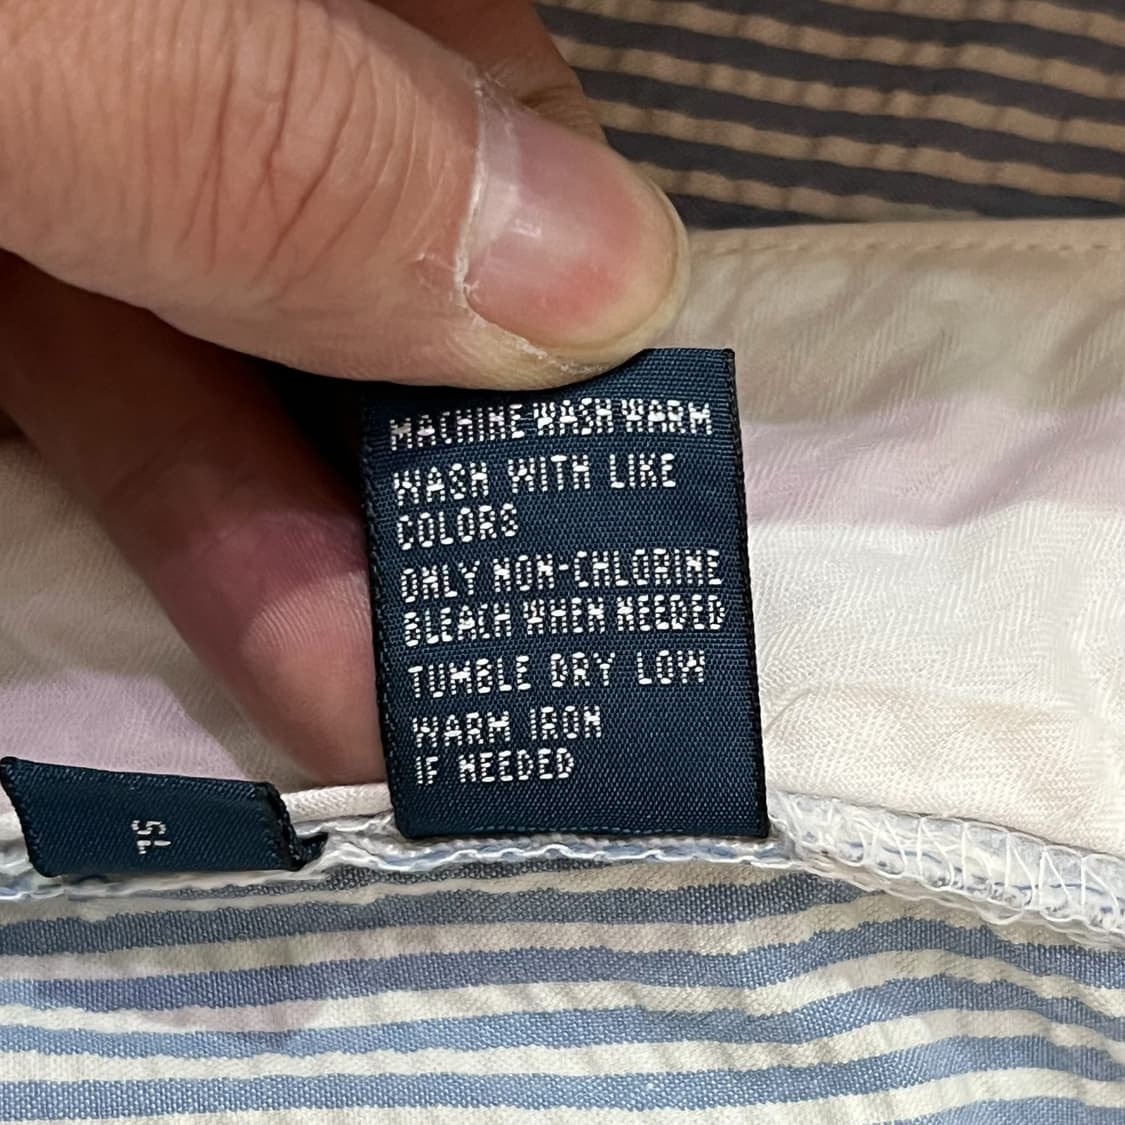 MACHINE WASH WARM
WASH WITH LIKE
COLORS
ONLY NON-CHLORINE
BLEACH WHEN NEEDED
TUMBLE DRY LOW
WARM IRON
IF NEEDED